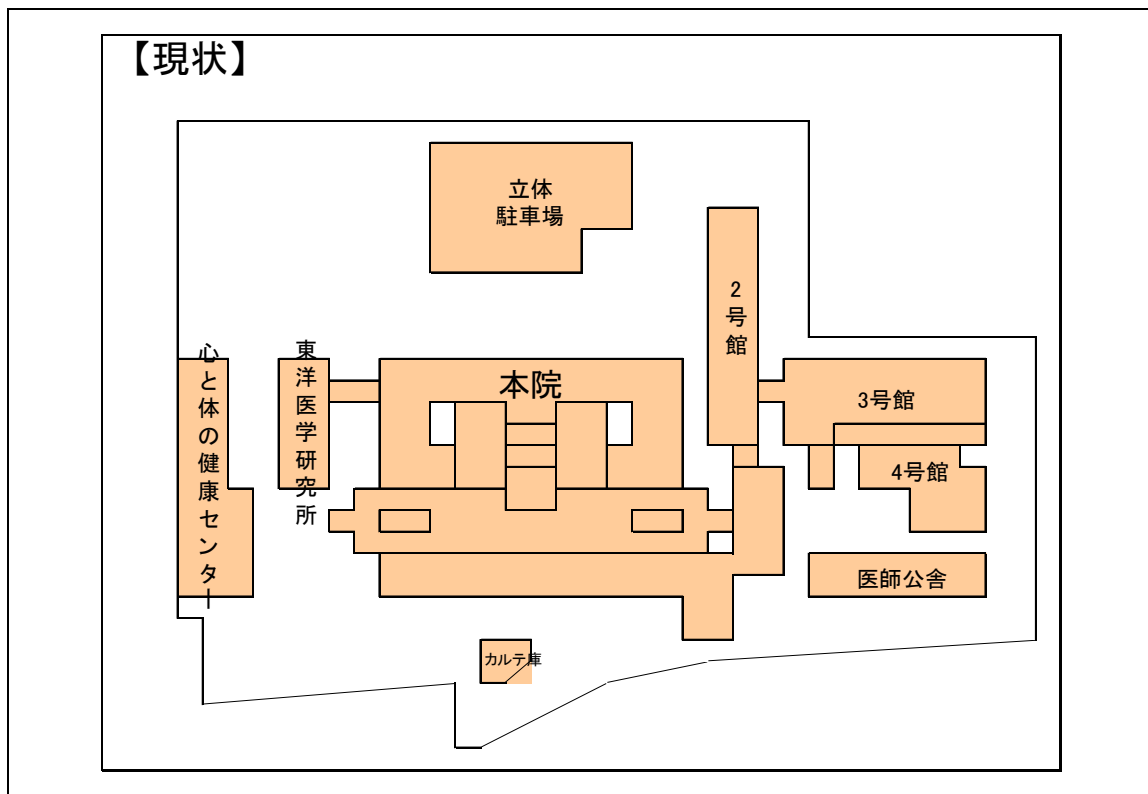 【現状】
立体
駐車場
2号館
心と体の健康センター
東洋医学研究所
本院
3号館
4号館
医師公舎
カルテ庫